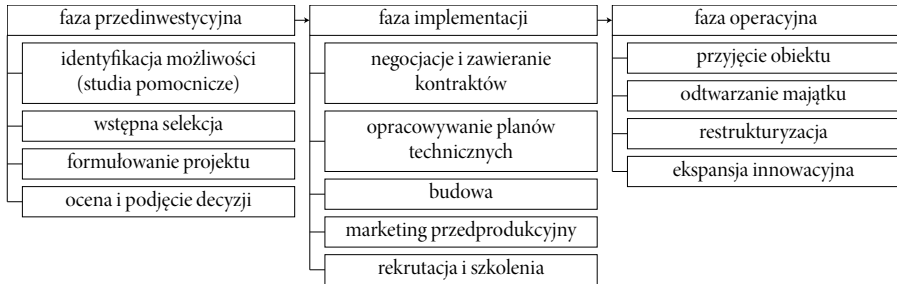 faza przedinwestycyjna
identyfikacja możliwości
(studia pomocnicze)
wstępna selekcja
formułowanie projektu
ocena i podjęcie decyzji
faza implementacji
negocjacje i zawieranie
kontraktów
opracowywanie planów
technicznych
budowa
marketing przedprodukcyjny
rekrutacja i szkolenia
faza operacyjna
przyjęcie obiektu
odtwarzanie majątku
restrukturyzacja
ekspansja innowacyjna